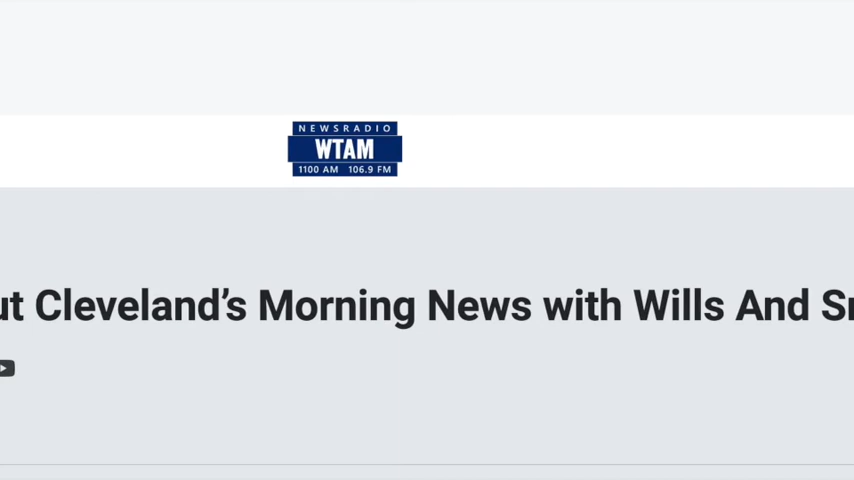 NEWSRADIO
WTAM
1100 AM 106.9 FM
Cleveland’s Morning News with Wills And